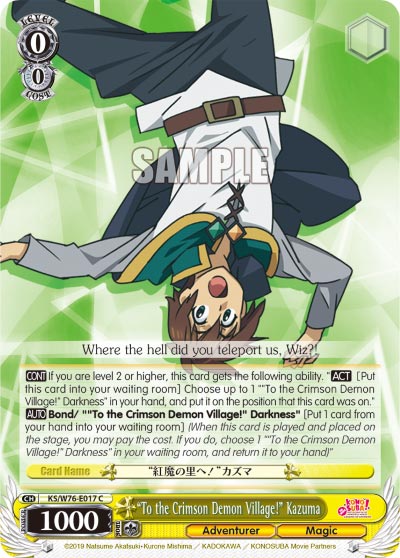 LEVEL
0
0
COST
SAMPLE
Where the hell did you teleport us, Wiz?!
CONT If you are level 2 or higher, this card gets the following ability. "ACT [Put
this card into your waiting room] Choose up to 1 ""To the Crimson Demon
Village!" Darkness" in your hand, and put it on the position that this card was on."
AUTO Bond/ ""To the Crimson Demon Village!" Darkness" [Put 1 card from
your hand into your waiting room] (When this card is played and placed on
the stage, you may pay the cost. If you do, choose 1 ""To the Crimson Demon
Village!" Darkness" in your waiting room, and return it to your hand)"
Card Name
“紅魔の里へ！”カズマ
CH KS/W76-E017 C
POWER
1000
SOUL
"To the Crimson Demon Village!" Kazuma
Adventurer
Magic
©2019 Natsume Akatsuki・Kurone Mishima ／ KADOKAWA ／ KONOSUBA Movie Partners